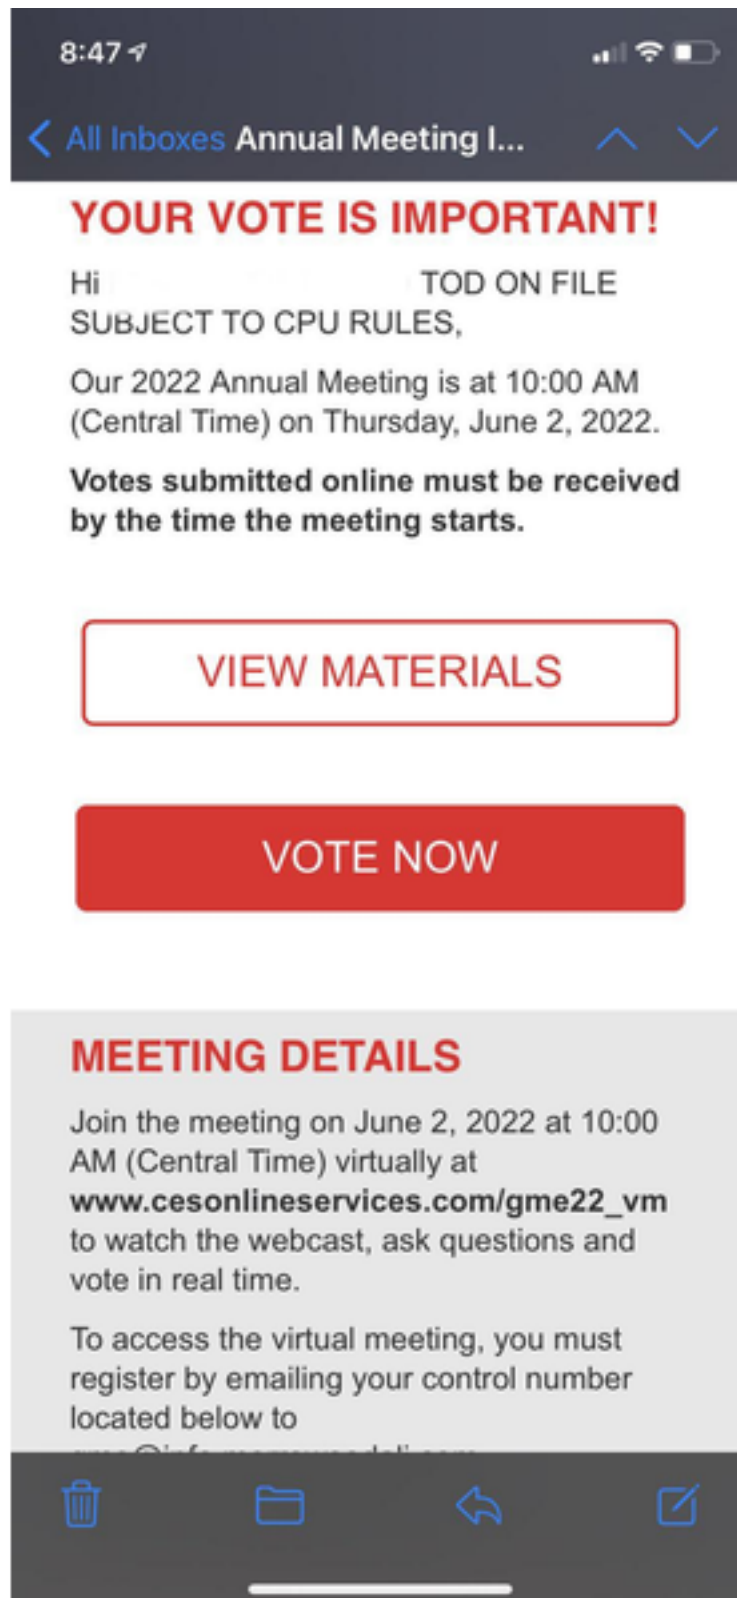 8:47
All Inboxes Annual Meeting I...
YOUR VOTE IS IMPORTANT!
Hi TOD ON FILE
SUBJECT TO CPU RULES,
Our 2022 Annual Meeting is at 10:00 AM
(Central Time) on Thursday, June 2, 2022.
Votes submitted online must be received
by the time the meeting starts.
VIEW MATERIALS
VOTE NOW
MEETING DETAILS
Join the meeting on June 2, 2022 at 10:00
AM (Central Time) virtually at
www.cesonlineservices.com/gme22_vm
to watch the webcast, ask questions and
vote in real time.
To access the virtual meeting, you must
register by emailing your control number
located below to